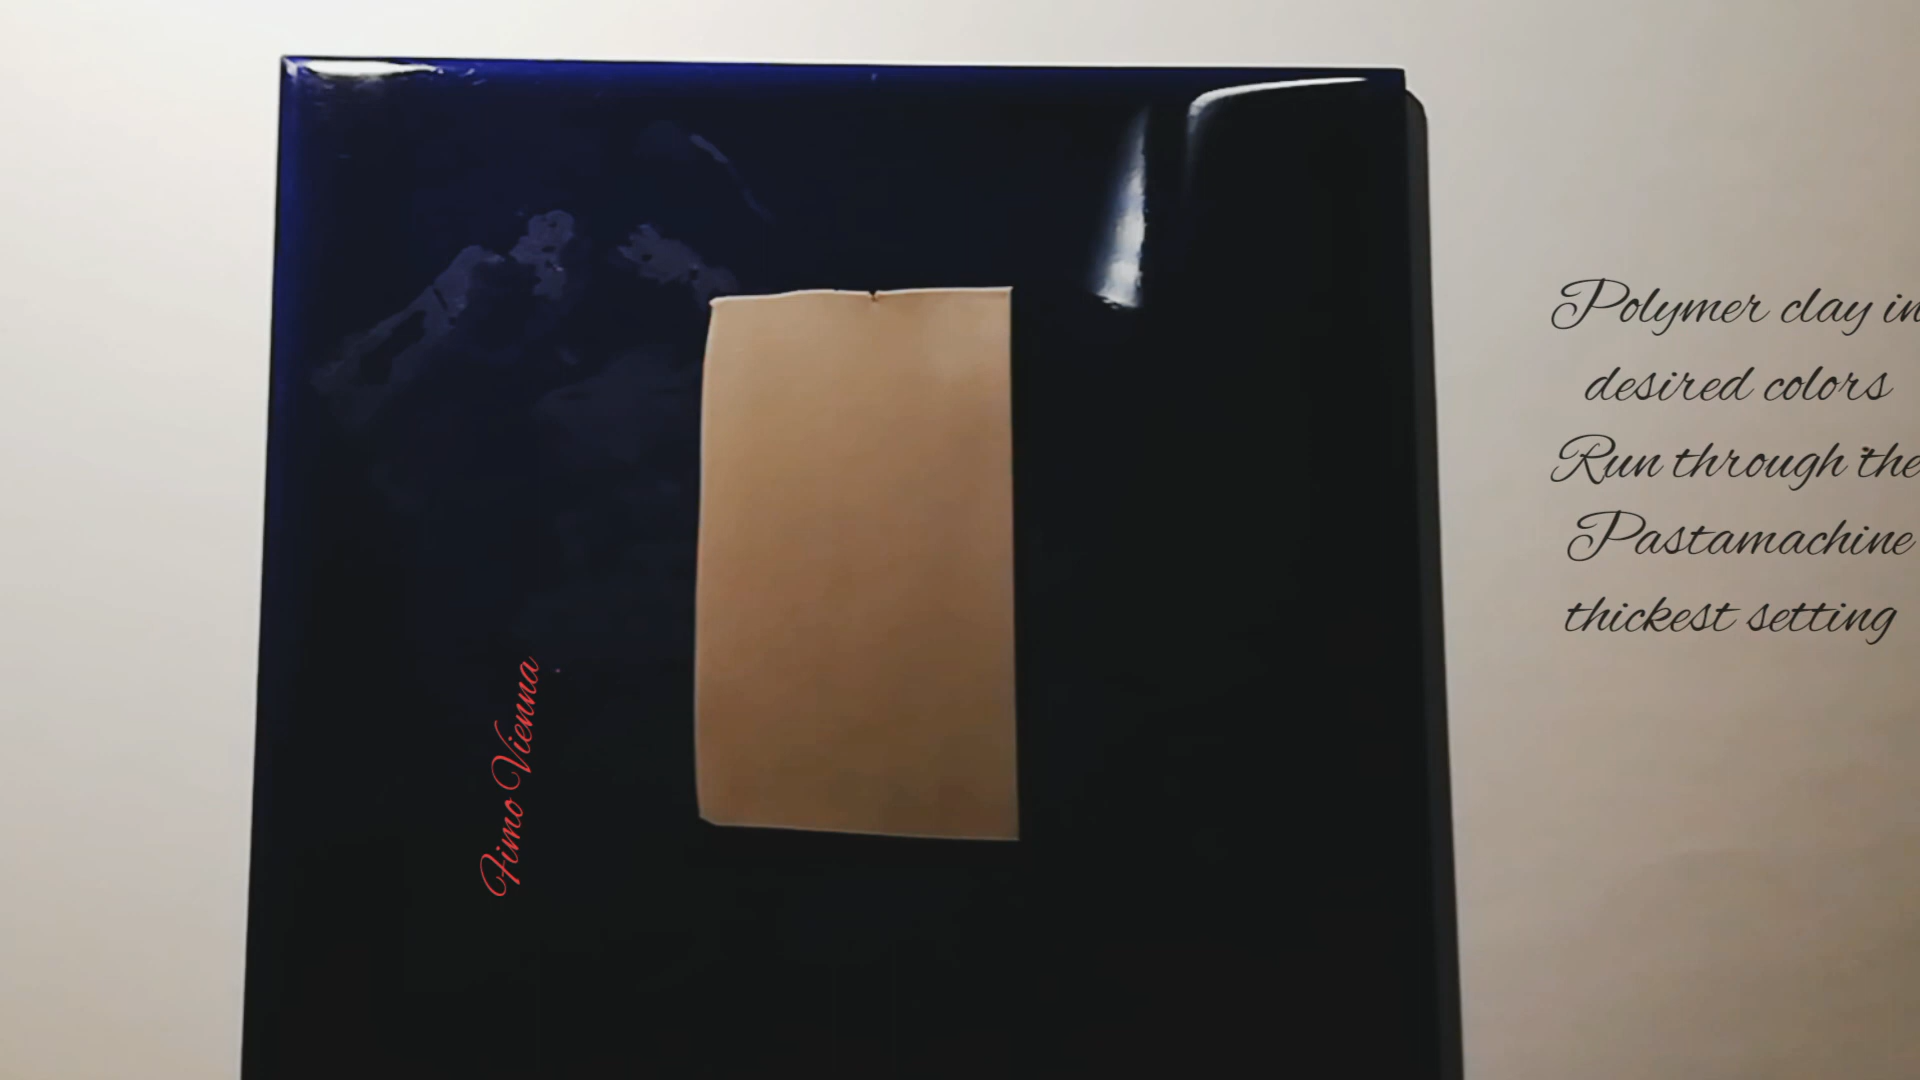 Polymer clay in
desired colors
Run through the
Pastamachine
thickest setting
Fimo Vienna